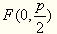 F(0, p/2)